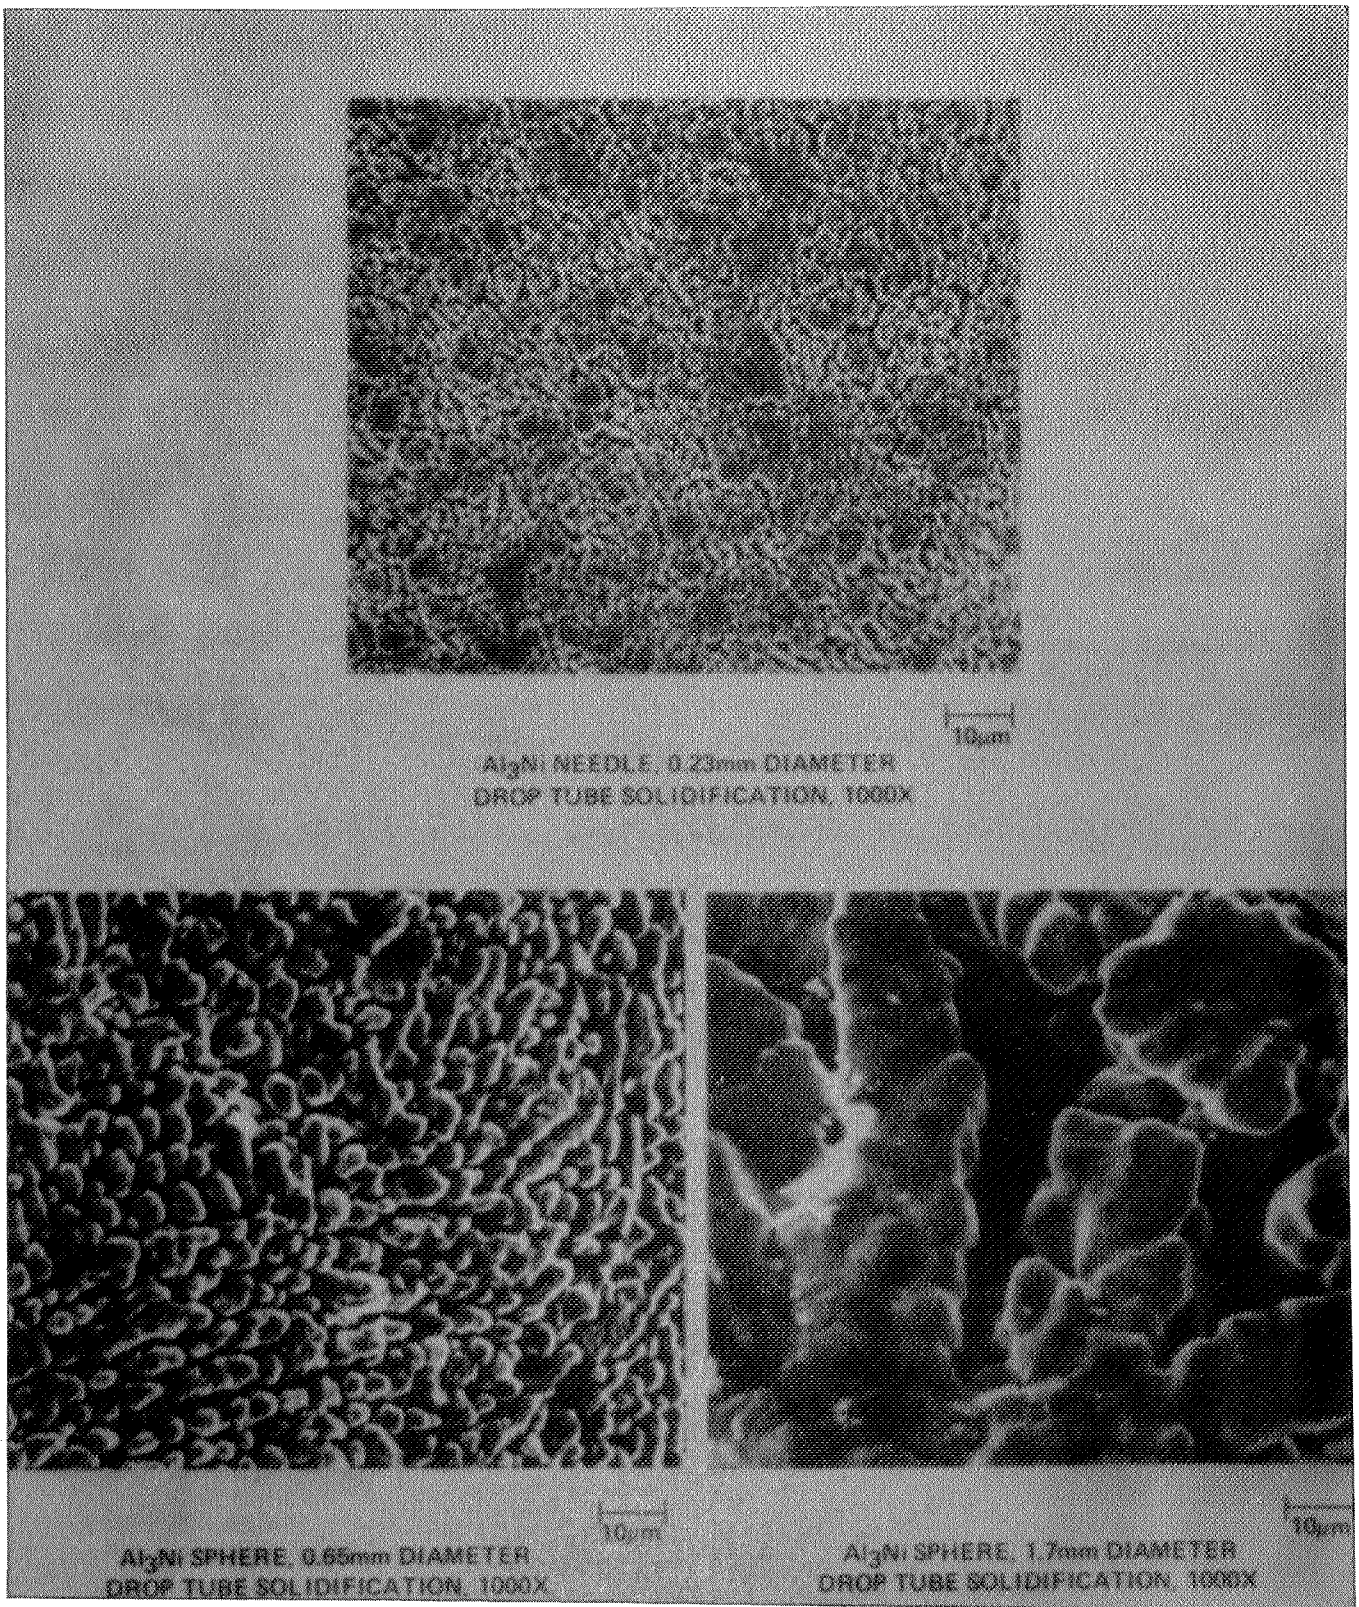 10μm
Al₃Ni NEEDLE, 0.23mm DIAMETER
DROP TUBE SOLIDIFICATION, 1000X
10μm
Al₃Ni SPHERE, 0.65mm DIAMETER
DROP TUBE SOLIDIFICATION, 1000X
10μm
Al₃Ni SPHERE, 1.7mm DIAMETER
DROP TUBE SOLIDIFICATION, 1000X